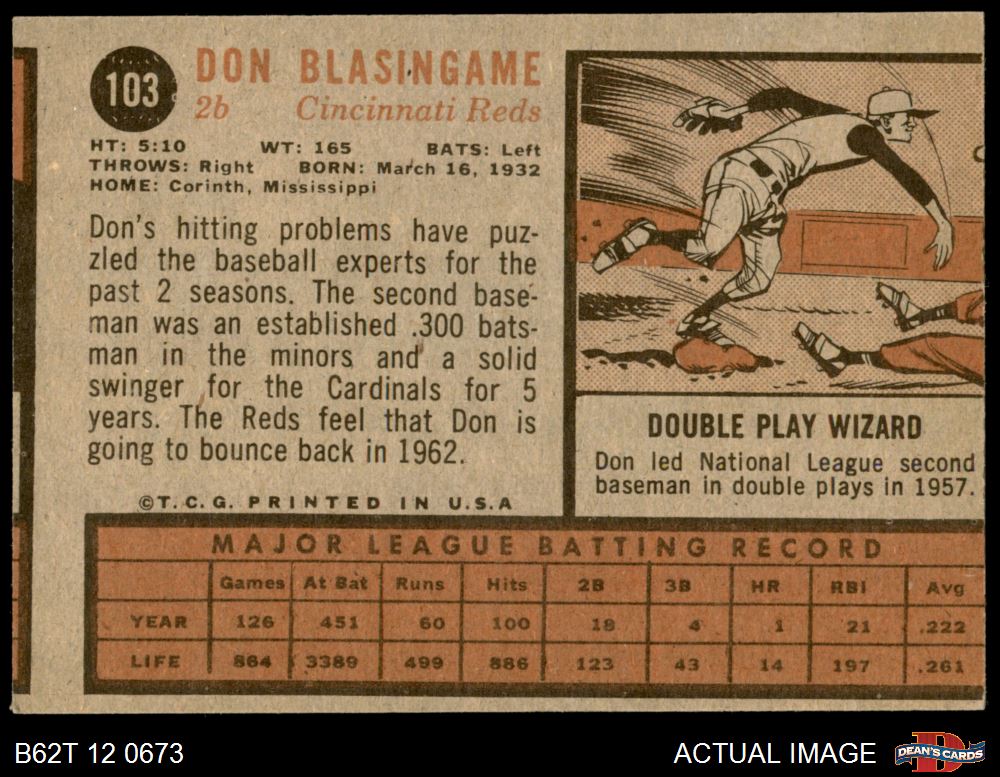 103
DON BLASINGAME
2b Cincinnati Reds
HT: 5:10 WT: 165 BATS: Left
THROWS: Right BORN: March 16, 1932
HOME: Corinth, Mississippi
Don's hitting problems have puz-
zled the baseball experts for the
past 2 seasons. The second base-
man was an established .300 bats-
man in the minors and a solid
swinger for the Cardinals for 5
years. The Reds feel that Don is
going to bounce back in 1962.
©T.C.G. PRINTED IN U.S.A
DOUBLE PLAY WIZARD
Don led National League second
baseman in double plays in 1957.
MAJOR LEAGUE BATTING RECORD
Games At Bat Runs Hits 2B 3B HR RBI Avg
YEAR 126 451 60 100 18 4 1 21 .222
LIFE 864 3389 499 886 123 43 14 197 .261
B62T 12 0673
ACTUAL IMAGE
D
DEAN'S CARDS